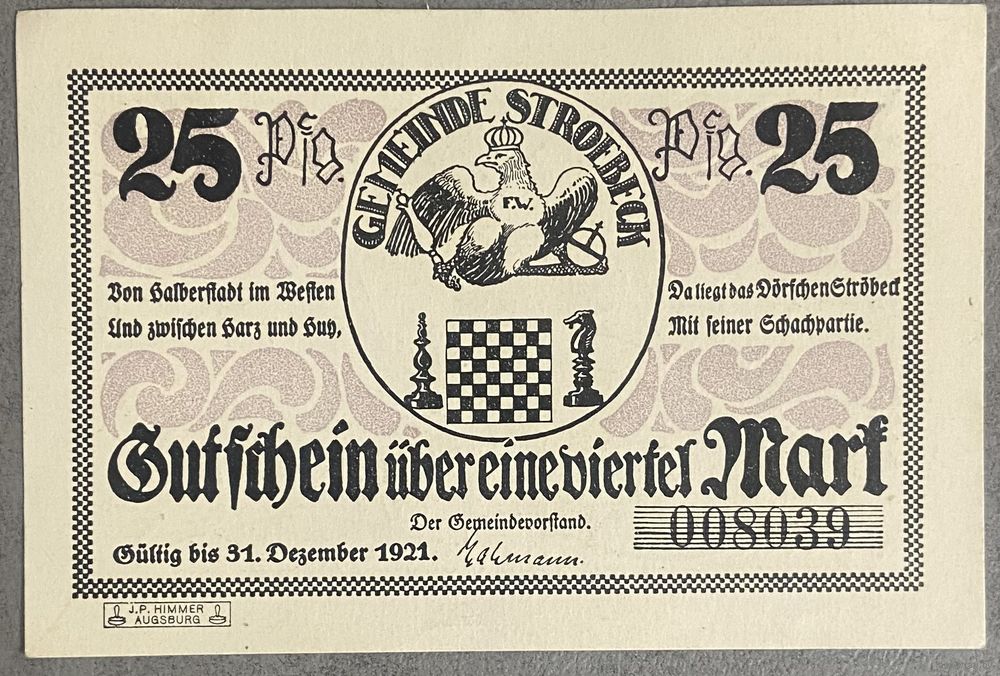 GEMEINDE STROEBECK
25 Pfg.
Pfg. 25
F.W.
Von Halberstadt im Westen
Und zwischen Harz und Huy,
Da liegt das Dörfchen Ströbeck
Mit seiner Schachpartie.
Gutschein über eine viertel Mark
Der Gemeindevorstand.
008039
Gültig bis 31. Dezember 1921.
J.P. HIMMER
AUGSBURG